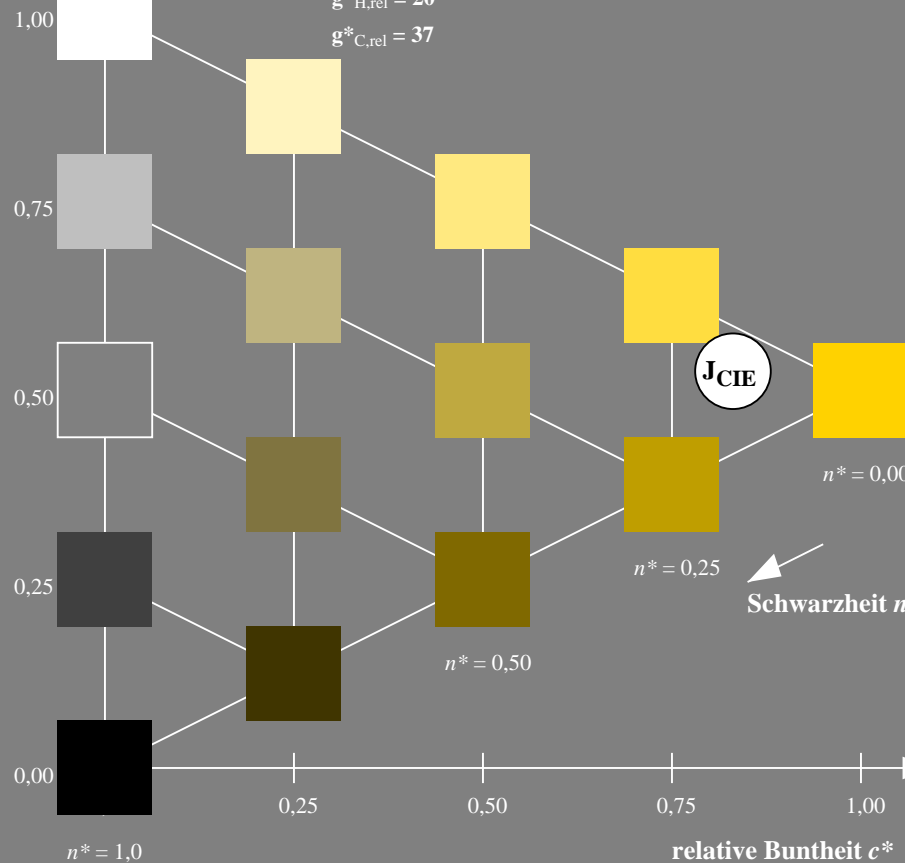 1,00
g*C,rel = 37
0,75
0,50
JCIE
n* = 0,00
0,25
n* = 0,25
Schwarzheit n
n* = 0,50
0,00
0,25
0,50
0,75
1,00
n* = 1,0
relative Buntheit c*